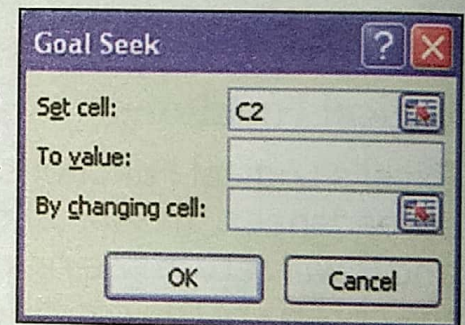 Goal Seek ?
Set cell: C2
To value:
By changing cell:
OK Cancel